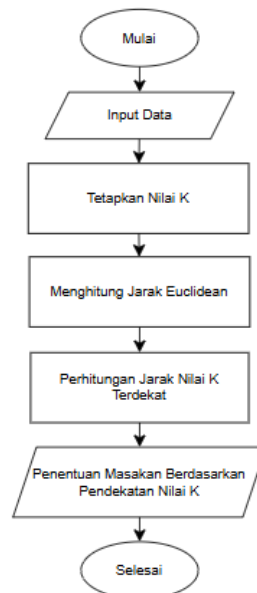 Mulai
Input Data
Tetapkan Nilai K
Menghitung Jarak Euclidean
Perhitungan Jarak Nilai K
Terdekat
Penentuan Masakan Berdasarkan
Pendekatan Nilai K
Selesai